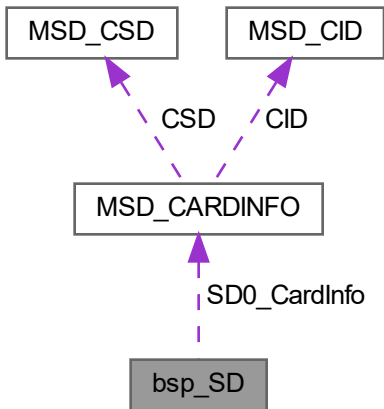 MSD_CSD
MSD_CID
CSD
CID
MSD_CARDINFO
SD0_CardInfo
bsp_SD